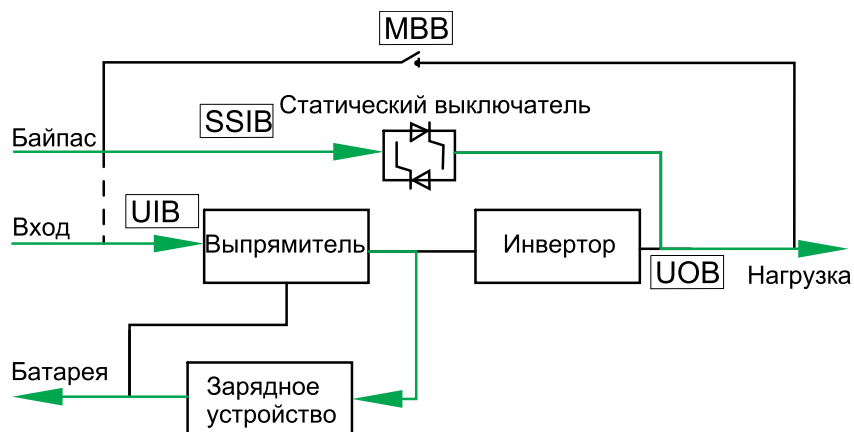 MBB
Статический выключатель
SSIB
Байпас
UIB
Вход
Выпрямитель
Инвертор
UOB
Нагрузка
Батарея
Зарядное
устройство